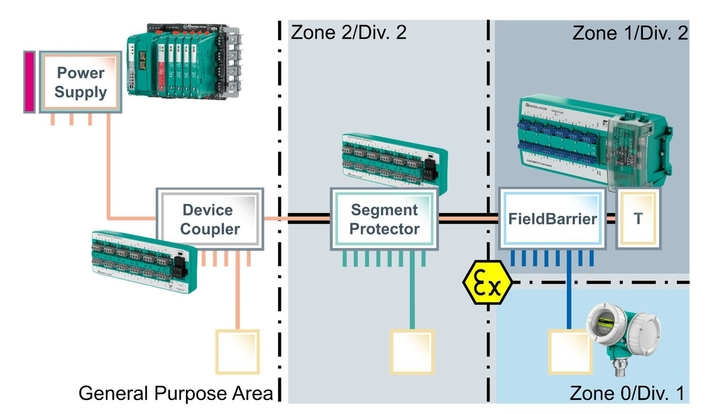 Zone 2/Div. 2
Zone 1/Div. 2
Power
Supply
Device
Coupler
Segment
Protector
FieldBarrier
T
Ex
General Purpose Area
Zone 0/Div. 1